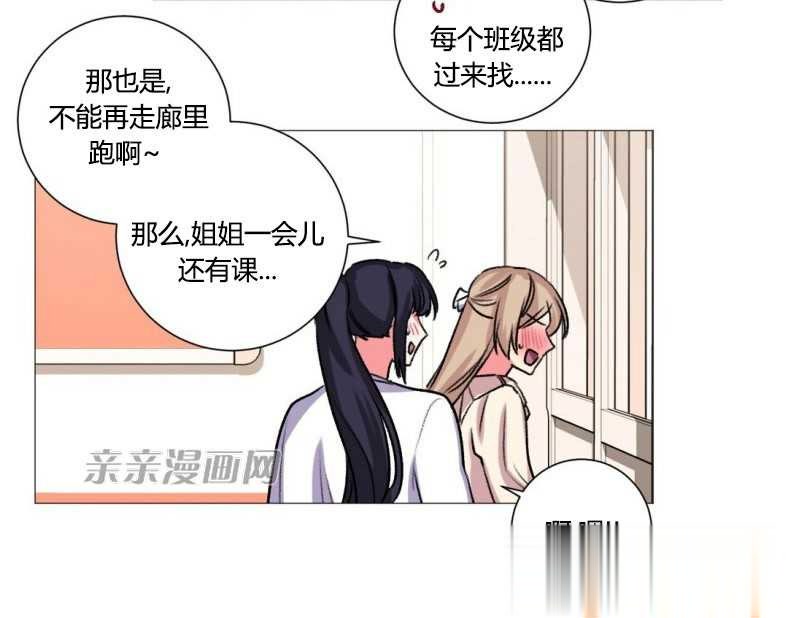 每个班级都
过来找……
那也是,
不能再走廊里
跑啊~
那么,姐姐一会儿
还有课...
亲亲漫画网